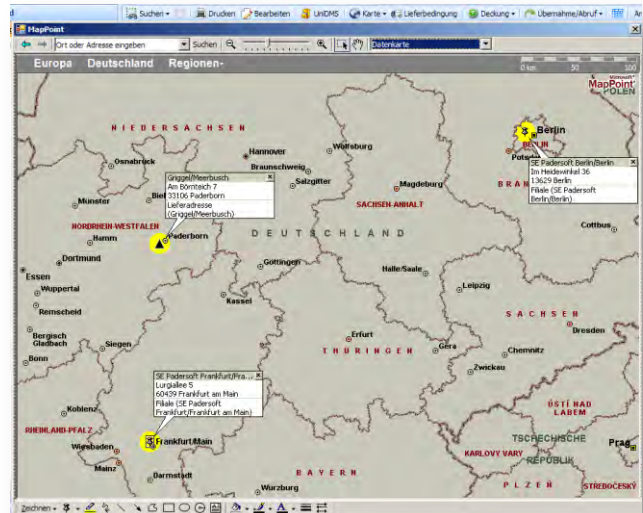 Suchen
Drucken
Bearbeiten
UniDMS
Karte
Lieferbedingung
Deckung
Übernahme/Abruf
MapPoint
Ort oder Adresse eingeben
Suchen
Datenkarte
Europa Deutschland Regionen-
0 km 50 100
Microsoft
MapPoint
POLEN
NIEDERSACHSEN
Osnabrück
Hannover
Wolfsburg
Braunschweig
Salzgitter
Magdeburg
SACHSEN-ANHALT
Berlin
BERLIN
SE Padersoft Berlin/Berlin
Im Heidewinkel 36
13629 Berlin
Filiale (SE Padersoft
Berlin/Berlin)
Griggel/Meerbusch
Am Börnteich 7
33106 Paderborn
Lieferadresse
(Griggel/Meerbusch)
Münster
NORDRHEIN-WESTFALEN
Hamm
Paderborn
DEUTSCHLAND
Cottbus
Dortmund
Essen
Göttingen
Halle/Saale
Leipzig
Wuppertal
Kassel
Remscheid
SACHSEN
Dresden
Bergisch
Gladbach
Siegen
Erfurt
THÜRINGEN
Gera
Chemnitz
Bonn
Zwickau
SE Padersoft Frankfurt/Fra...
Lurgiallee 5
60439 Frankfurt am Main
Filiale (SE Padersoft
Frankfurt/Frankfurt am Main)
Koblenz
ÚSTÍ NAD
LABEM
RHEINLAND-PFALZ
Frankfurt/Main
Wiesbaden
Mainz
TSCHECHISCHE
REPUBLIK
KARLOVY VARY
Prag
Darmstadt
BAYERN
PLZEŇ
STŘEDOČESKÝ
Würzburg
Zeichnen